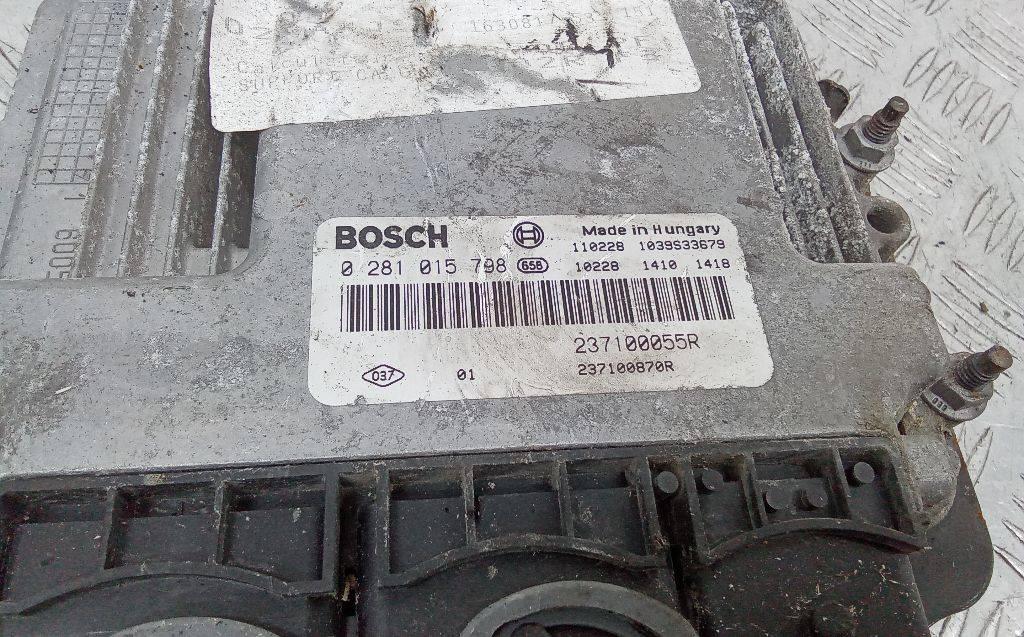 BOSCH
Made in Hungary
110228 1039S33679
0 281 015 798 658
10228 1410 1418
237100055R
237100870R
037
01